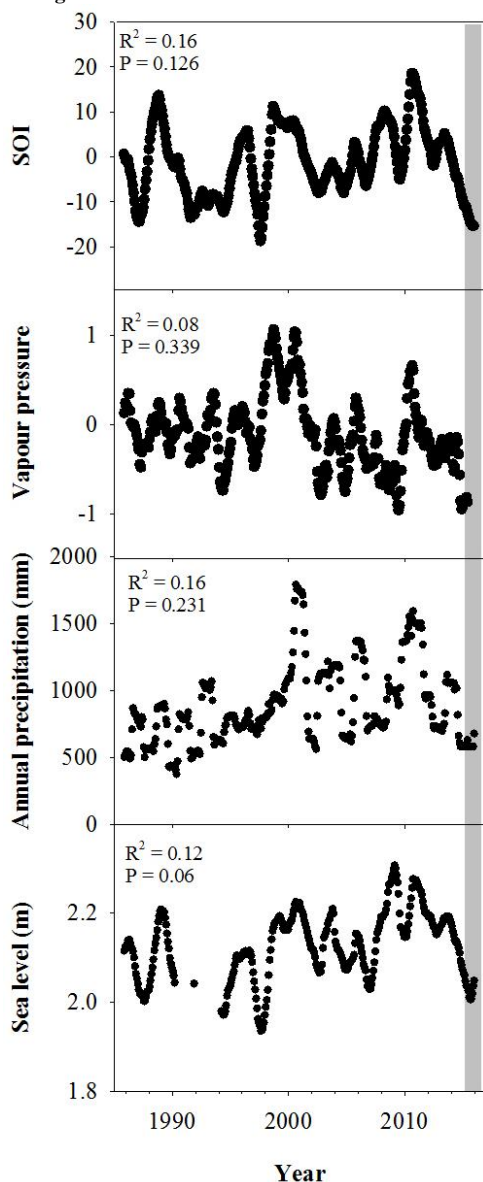 30
R² = 0.16
P = 0.126
20
10
0
-10
-20
SOI
R² = 0.08
P = 0.339
1
0
-1
Vapour pressure
2000
R² = 0.16
P = 0.231
1500
1000
500
0
Annual precipitation (mm)
R² = 0.12
P = 0.06
2.2
2.0
1.8
Sea level (m)
1990 2000 2010
Year